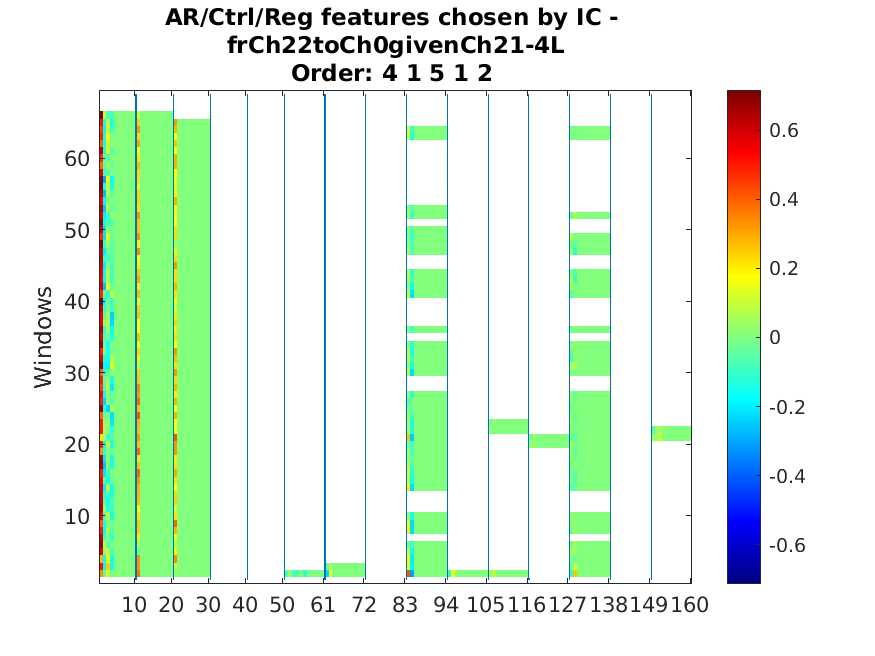 AR/Ctrl/Reg features chosen by IC -
frCh22toCh0givenCh21-4L
Order: 4 1 5 1 2
Windows
60
50
40
30
20
10
10 20 30 40 50 61 72 83 94 105 116 127 138 149 160
0.6
0.4
0.2
0
-0.2
-0.4
-0.6